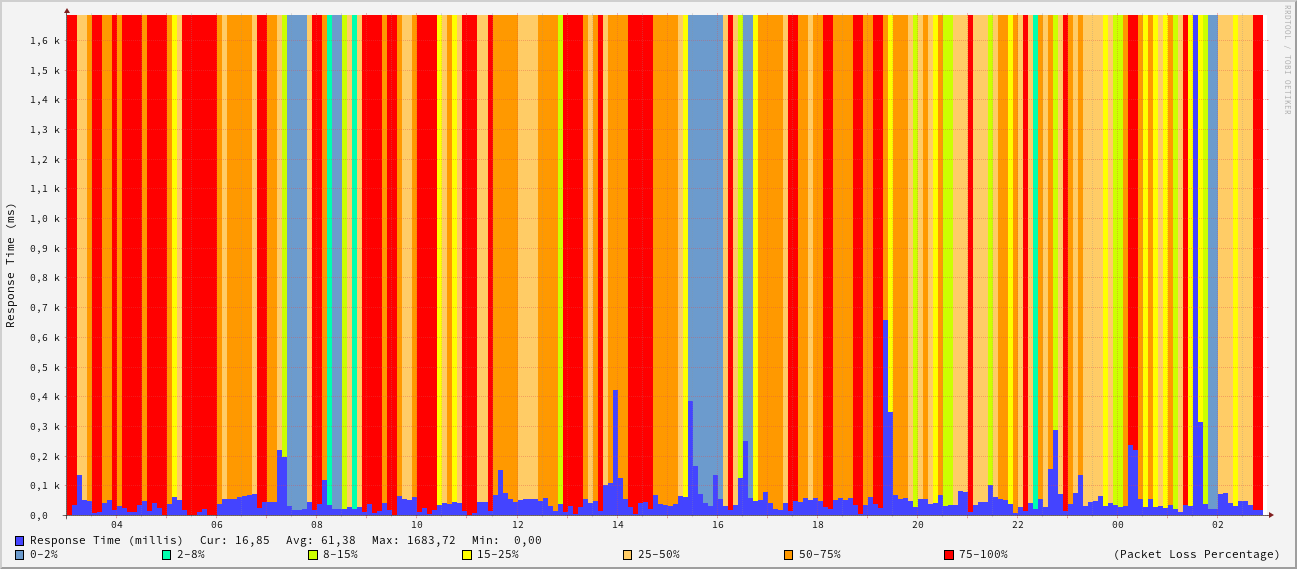 RRDTOOL / TOBI OETIKER
Response Time (ms)
1,6 k
1,5 k
1,4 k
1,3 k
1,2 k
1,1 k
1,0 k
0,9 k
0,8 k
0,7 k
0,6 k
0,5 k
0,4 k
0,3 k
0,2 k
0,1 k
0,0
04 06 08 10 12 14 16 18 20 22 00 02
Response Time (millis) Cur: 16,85 Avg: 61,38 Max: 1683,72 Min: 0,00
0-2% 2-8% 8-15% 15-25% 25-50% 50-75% 75-100% (Packet Loss Percentage)